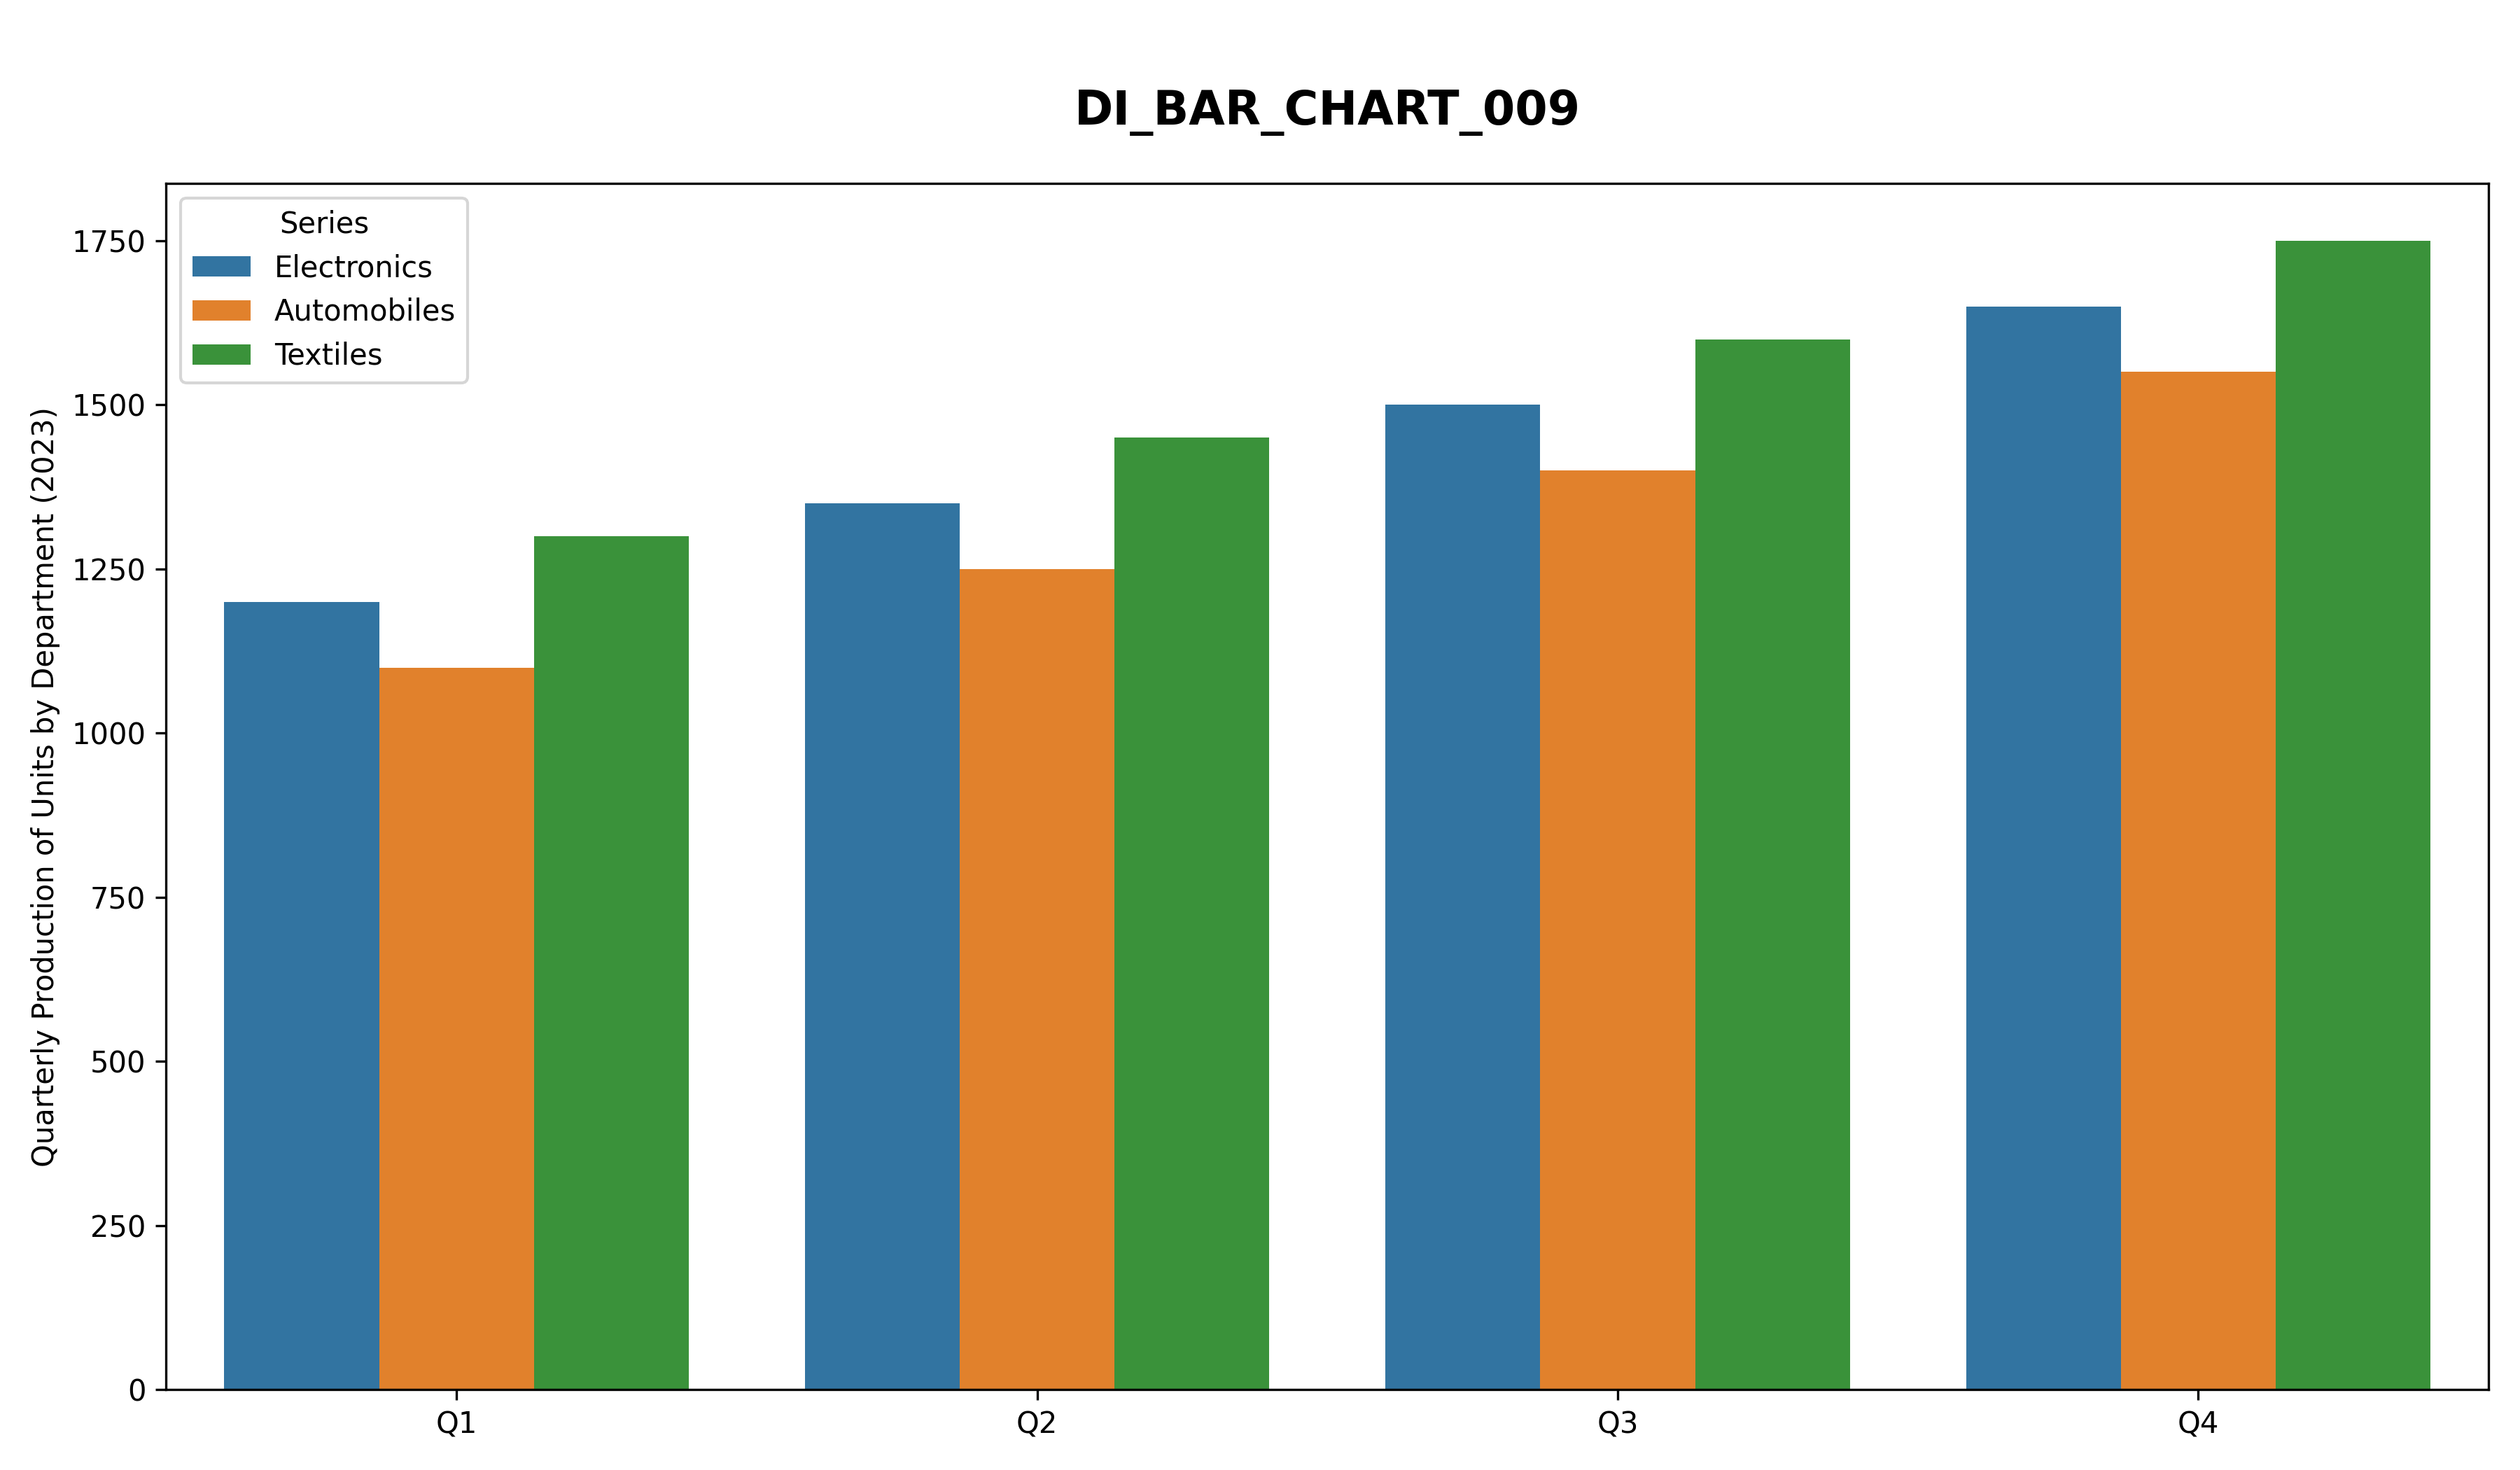 DI_BAR_CHART_009
Quarterly Production of Units by Department (2023)
1750
1500
1250
1000
750
500
250
0
Series
Electronics
Automobiles
Textiles
Q1
Q2
Q3
Q4